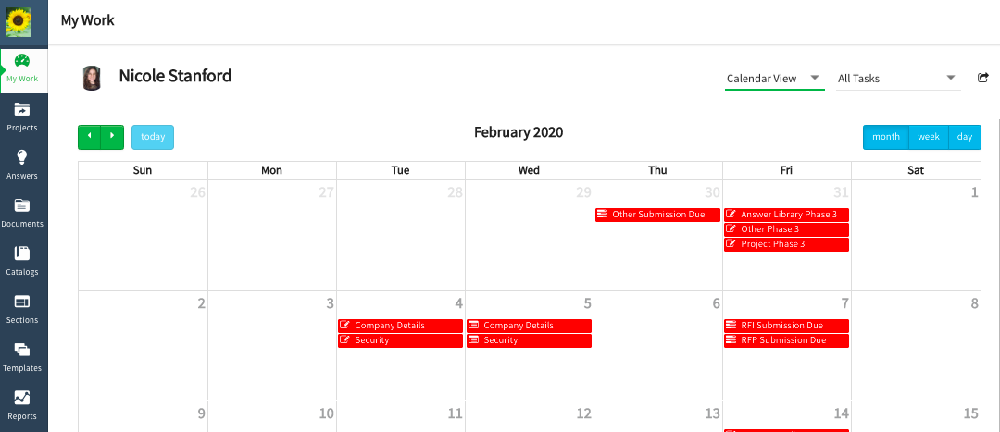 My Work
My Work
Projects
Answers
Documents
Catalogs
Sections
Templates
Reports
Nicole Stanford
Calendar View
All Tasks
today
February 2020
month week day
Sun Mon Tue Wed Thu Fri Sat
26 27 28 29 30 31 1
Other Submission Due
Answer Library Phase 3
Other Phase 3
Project Phase 3
2 3 4 5 6 7 8
Company Details
Security
Company Details
Security
RFI Submission Due
RFP Submission Due
9 10 11 12 13 14 15